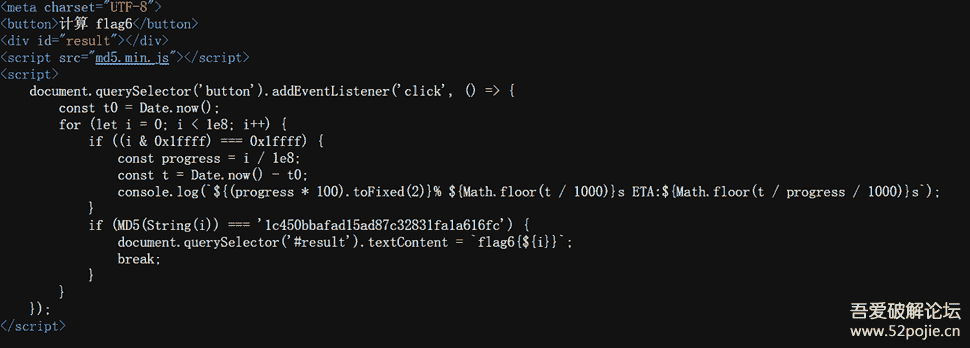 <meta charset="UTF-8">
<button>计算 flag6</button>
<div id="result"></div>
<script src="md5.min.js"></script>
<script>
    document.querySelector('button').addEventListener('click', () => {
        const t0 = Date.now();
        for (let i = 0; i < 1e8; i++) {
            if ((i & 0x1ffff) === 0x1ffff) {
                const progress = i / 1e8;
                const t = Date.now() - t0;
                console.log(`${(progress * 100).toFixed(2)}% ${Math.floor(t / 1000)}s ETA:${Math.floor(t / progress / 1000)}s`);
            }
            if (MD5(String(i)) === '1c450bbafad15ad87c32831fa1a616fc') {
                document.querySelector('#result').textContent = `flag6{${i}}`;
                break;
            }
        }
    });
</script>
吾爱破解论坛
www.52pojie.cn